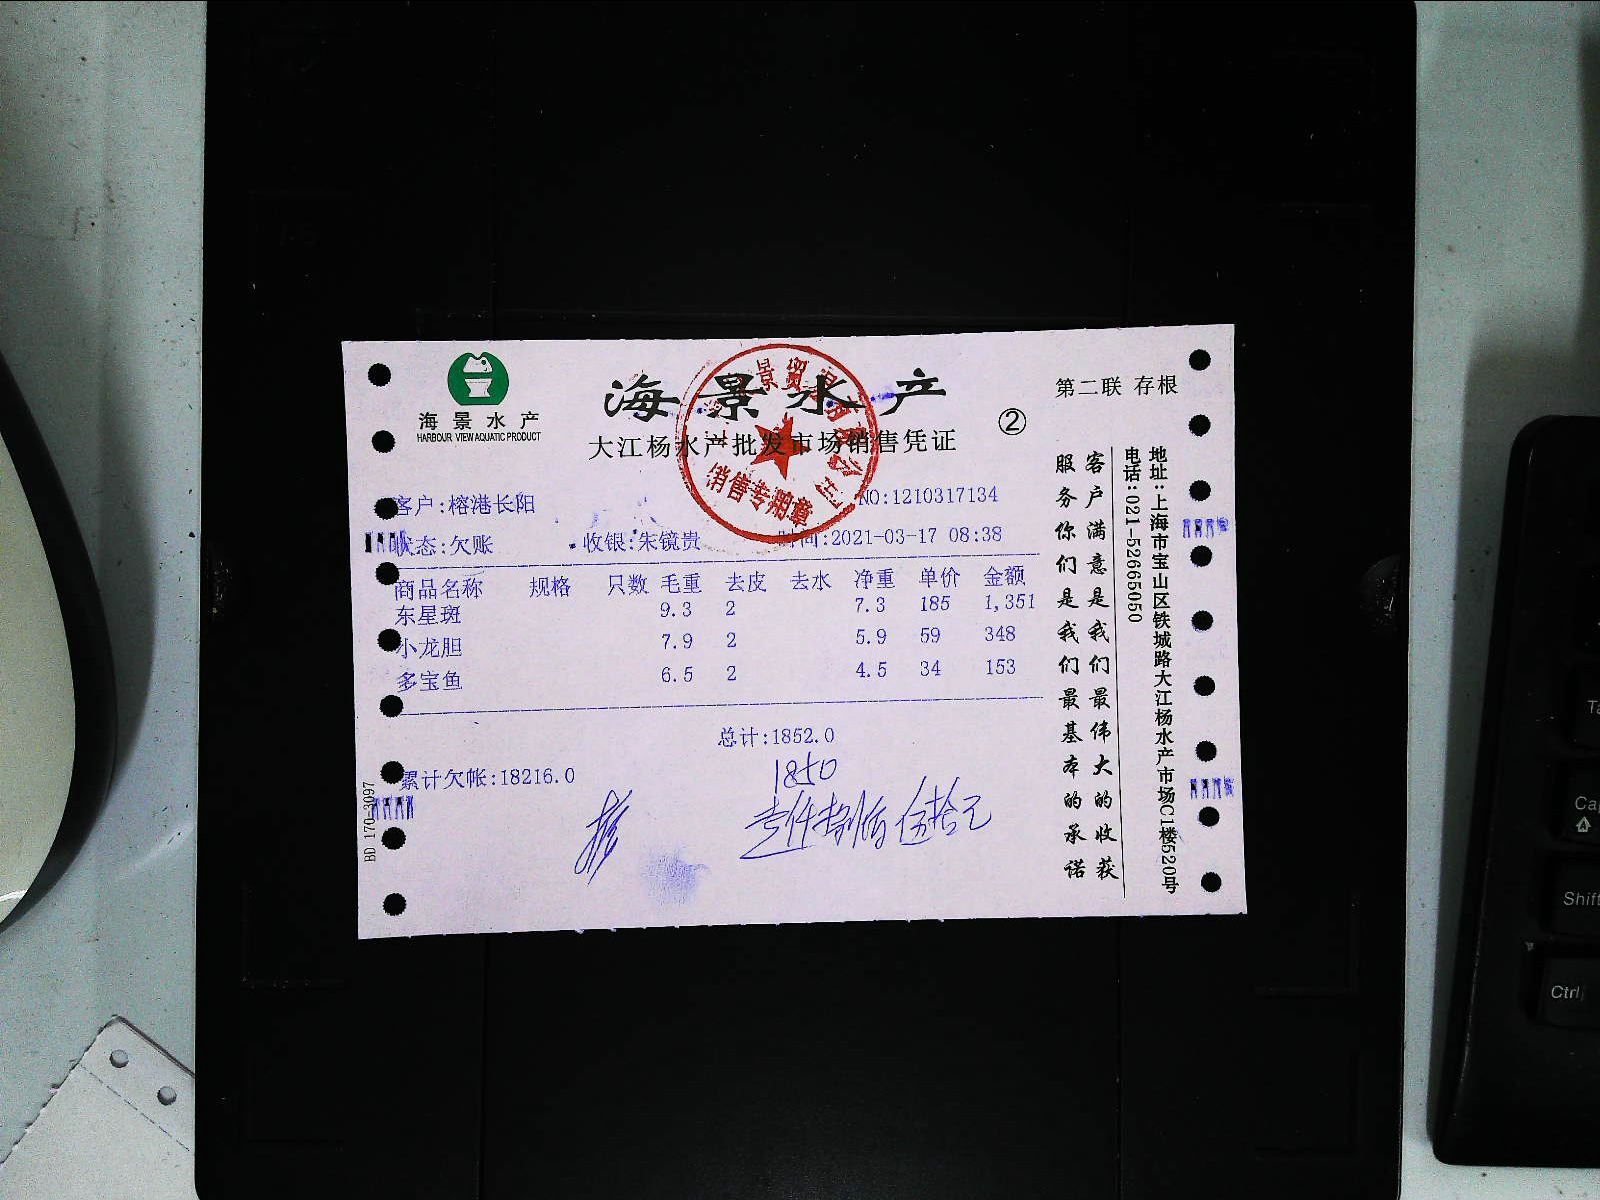 海景水产
HARBOUR VIEW AQUATIC PRODUCT
海景水产
大江杨水产批发市场销售凭证
②
第二联 存根
销售专用章
客户:榕港长阳
NO:1210317134
状态:欠账
收银:朱镜贵
时间:2021-03-17 08:38
商品名称 规格 只数 毛重 去皮 去水 净重 单价 金额
东星斑 9.3 2 7.3 185 1,351
小龙胆 7.9 2 5.9 59 348
多宝鱼 6.5 2 4.5 34 153
总计:1852.0
累计欠帐:18216.0
1850
壹仟捌佰伍拾元
BD 170-3097
客户满意是我们最伟大的收获
服务你们是我们最基本的承诺
地址:上海市宝山区铁城路大江杨水产市场C1楼520号
电话:021-52665050
Shift
Ctrl